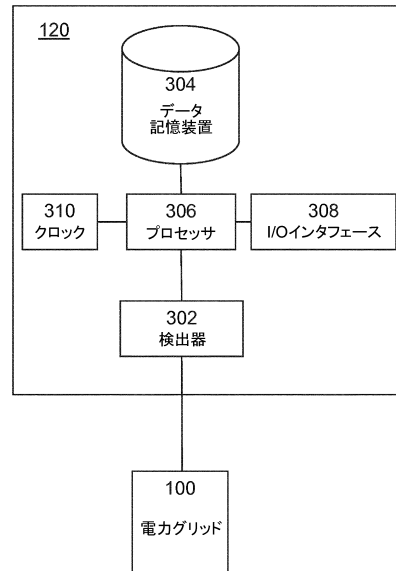 120
304
データ
記憶装置
310
クロック
306
プロセッサ
308
I/Oインタフェース
302
検出器
100
電力グリッド